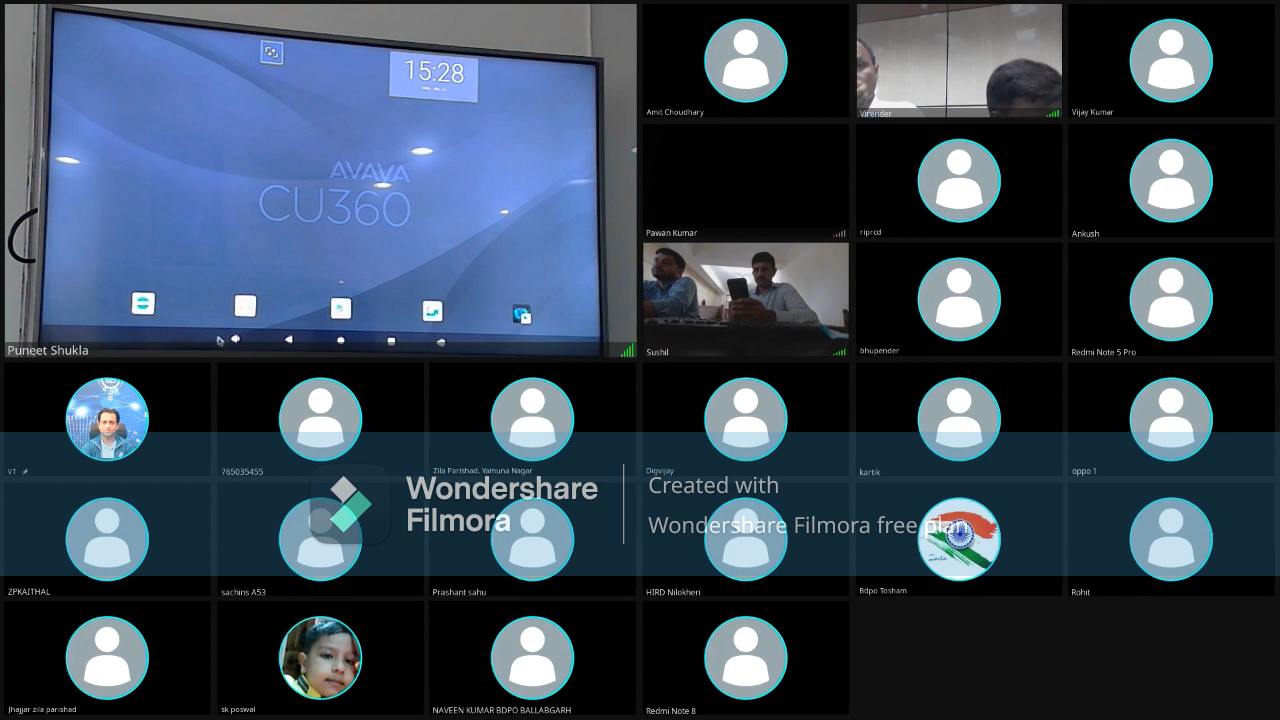 15:28
AVAYA
CU360
Puneet Shukla
Amit Choudhary
Virender
Vijay Kumar
Pawan Kumar
riprcd
Ankush
Sushil
bhupender
Redmi Note 5 Pro
VT
765035455
Zila Parishad, Yamuna Nagar
Digvijay
kartik
oppo 1
Wondershare
Filmora
Created with
Wondershare Filmora free pla
ZPKAITHAL
sachins A53
Prashant sahu
HIRD Nilokheri
Bdpo Tosham
Rohit
Jhajjar zila parishad
sk poswal
NAVEEN KUMAR BDPO BALLABGARH
Redmi Note 8